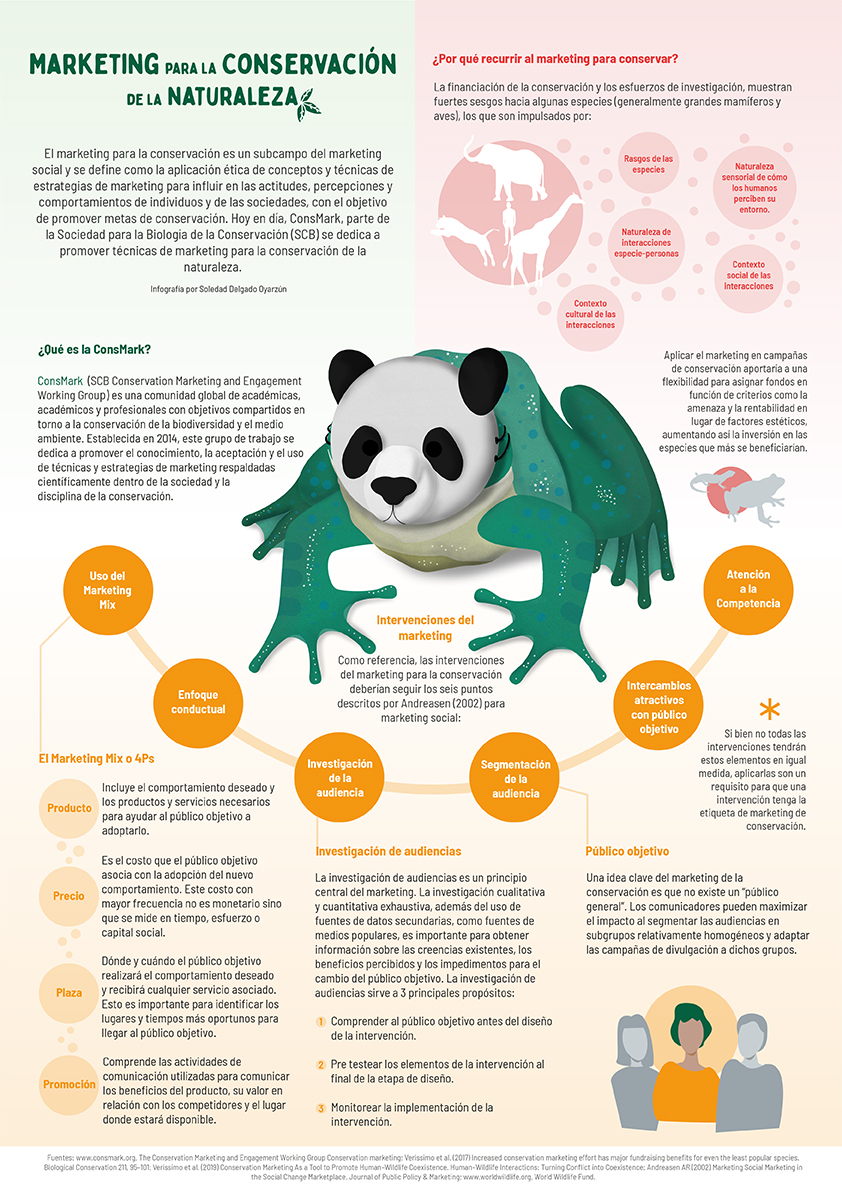 MARKETING PARA LA CONSERVACIÓN
DE LA NATURALEZA
El marketing para la conservación es un subcampo del marketing
social y se define como la aplicación ética de conceptos y técnicas de
estrategias de marketing para influir en las actitudes, percepciones y
comportamientos de individuos y de las sociedades, con el objetivo
de promover metas de conservación. Hoy en día, ConsMark, parte de
la Sociedad para la Biologia de la Conservación (SCB) se dedica a
promover técnicas de marketing para la conservación de la
naturaleza.
Infografía por Soledad Delgado Oyarzún
¿Por qué recurrir al marketing para conservar?
La financiación de la conservación y los esfuerzos de investigación, muestran
fuertes sesgos hacia algunas especies (generalmente grandes mamíferos y
aves), los que son impulsados por:
Rasgos de las
especies
Naturaleza
sensorial de cómo
los humanos
perciben su
entorno.
Naturaleza de
interacciones
especie-personas
Contexto
social de las
interacciones
Contexto
cultural de las
interacciones
¿Qué es la ConsMark?
ConsMark (SCB Conservation Marketing and Engagement
Working Group) es una comunidad global de académicas,
académicos y profesionales con objetivos compartidos en
torno a la conservación de la biodiversidad y el medio
ambiente. Establecida en 2014, este grupo de trabajo se
dedica a promover el conocimiento, la aceptación y el uso
de técnicas y estrategias de marketing respaldadas
científicamente dentro de la sociedad y la
disciplina de la conservación.
Aplicar el marketing en campañas
de conservación aportaría a una
flexibilidad para asignar fondos en
función de criterios como la
amenaza y la rentabilidad en
lugar de factores estéticos,
aumentando así la inversión en las
especies que más se beneficiarían.
Uso del
Marketing
Mix
Enfoque
conductual
Investigación
de la
audiencia
Segmentación
de la
audiencia
Intercambios
atractivos
con público
objetivo
Atención
a la
Competencia
Intervenciones del
marketing
Como referencia, las intervenciones
del marketing para la conservación
deberían seguir los seis puntos
descritos por Andreasen (2002) para
marketing social:
*
Si bien no todas las
intervenciones tendrán
estos elementos en igual
medida, aplicarlas son un
requisito para que una
intervención tenga la
etiqueta de marketing de
conservación.
El Marketing Mix o 4Ps
Producto
Incluye el comportamiento deseado y
los productos y servicios necesarios
para ayudar al público objetivo a
adoptarlo.
Precio
Es el costo que el público objetivo
asocia con la adopción del nuevo
comportamiento. Este costo con
mayor frecuencia no es monetario sino
que se mide en tiempo, esfuerzo o
capital social.
Plaza
Dónde y cuándo el público objetivo
realizará el comportamiento deseado
y recibirá cualquier servicio asociado.
Esto es importante para identificar los
lugares y tiempos más oportunos para
llegar al público objetivo.
Promoción
Comprende las actividades de
comunicación utilizadas para comunicar
los beneficios del producto, su valor en
relación con los competidores y el lugar
donde estará disponible.
Investigación de audiencias
La investigación de audiencias es un principio
central del marketing. La investigación cualitativa
y cuantitativa exhaustiva, además del uso de
fuentes de datos secundarias, como fuentes de
medios populares, es importante para obtener
información sobre las creencias existentes, los
beneficios percibidos y los impedimentos para el
cambio del público objetivo. La investigación de
audiencias sirve a 3 principales propósitos:
1 Comprender al público objetivo antes del diseño
de la intervención.
2 Pre testear los elementos de la intervención al
final de la etapa de diseño.
3 Monitorear la implementación de la
intervención.
Público objetivo
Una idea clave del marketing de la
conservación es que no existe un "público
general". Los comunicadores pueden maximizar
el impacto al segmentar las audiencias en
subgrupos relativamente homogéneos y adaptar
las campañas de divulgación a dichos grupos.
Fuentes: www.consmark.org. The Conservation Marketing and Engagement Working Group Conservation marketing; Verissimo et al. (2017) Increased conservation marketing effort has major fundraising benefits for even the least popular species.
Biological Conservation 211, 95-101; Verissimo et al. (2019) Conservation Marketing As a Tool to Promote Human-Wildlife Coexistence. Human-Wildlife Interactions: Turning Conflict into Coexistence; Andreasen AR (2002) Marketing Social Marketing in
the Social Change Marketplace. Journal of Public Policy & Marketing; www.worldwildlife.org, World Wildlife Fund.